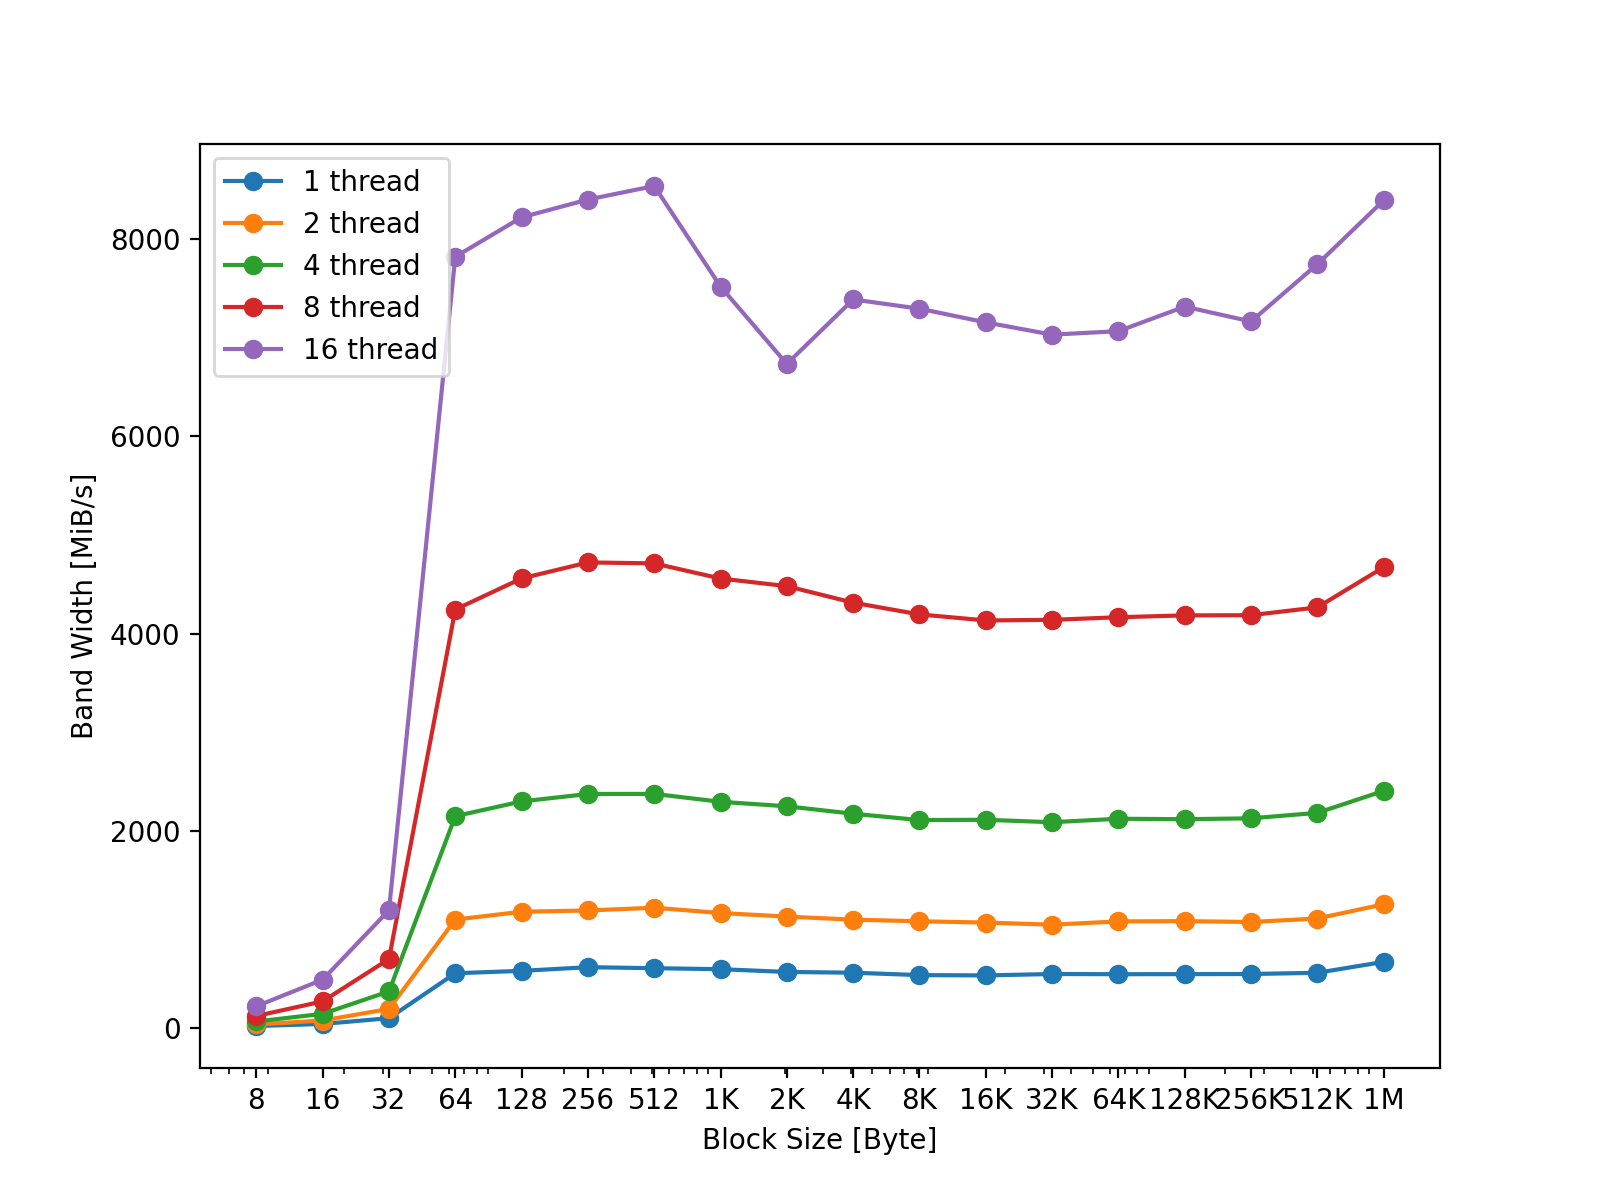 1 thread
2 thread
4 thread
8 thread
16 thread
8000
6000
4000
2000
0
Band Width [MiB/s]
8 16 32 64 128 256 512 1K 2K 4K 8K 16K 32K 64K 128K 256K 512K 1M
Block Size [Byte]